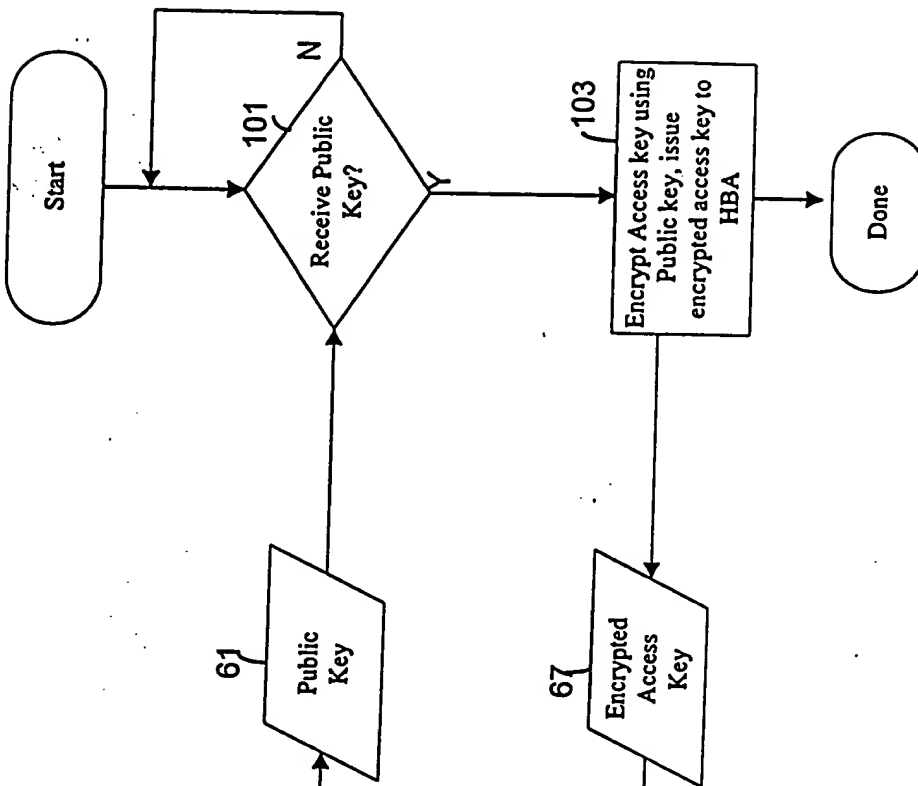 Start
N
101
Receive Public
Key?
Y
61
Public
Key
103
Encrypt Access key using
Public key, issue
encrypted access key to
HBA
67
Encrypted
Access
Key
Done